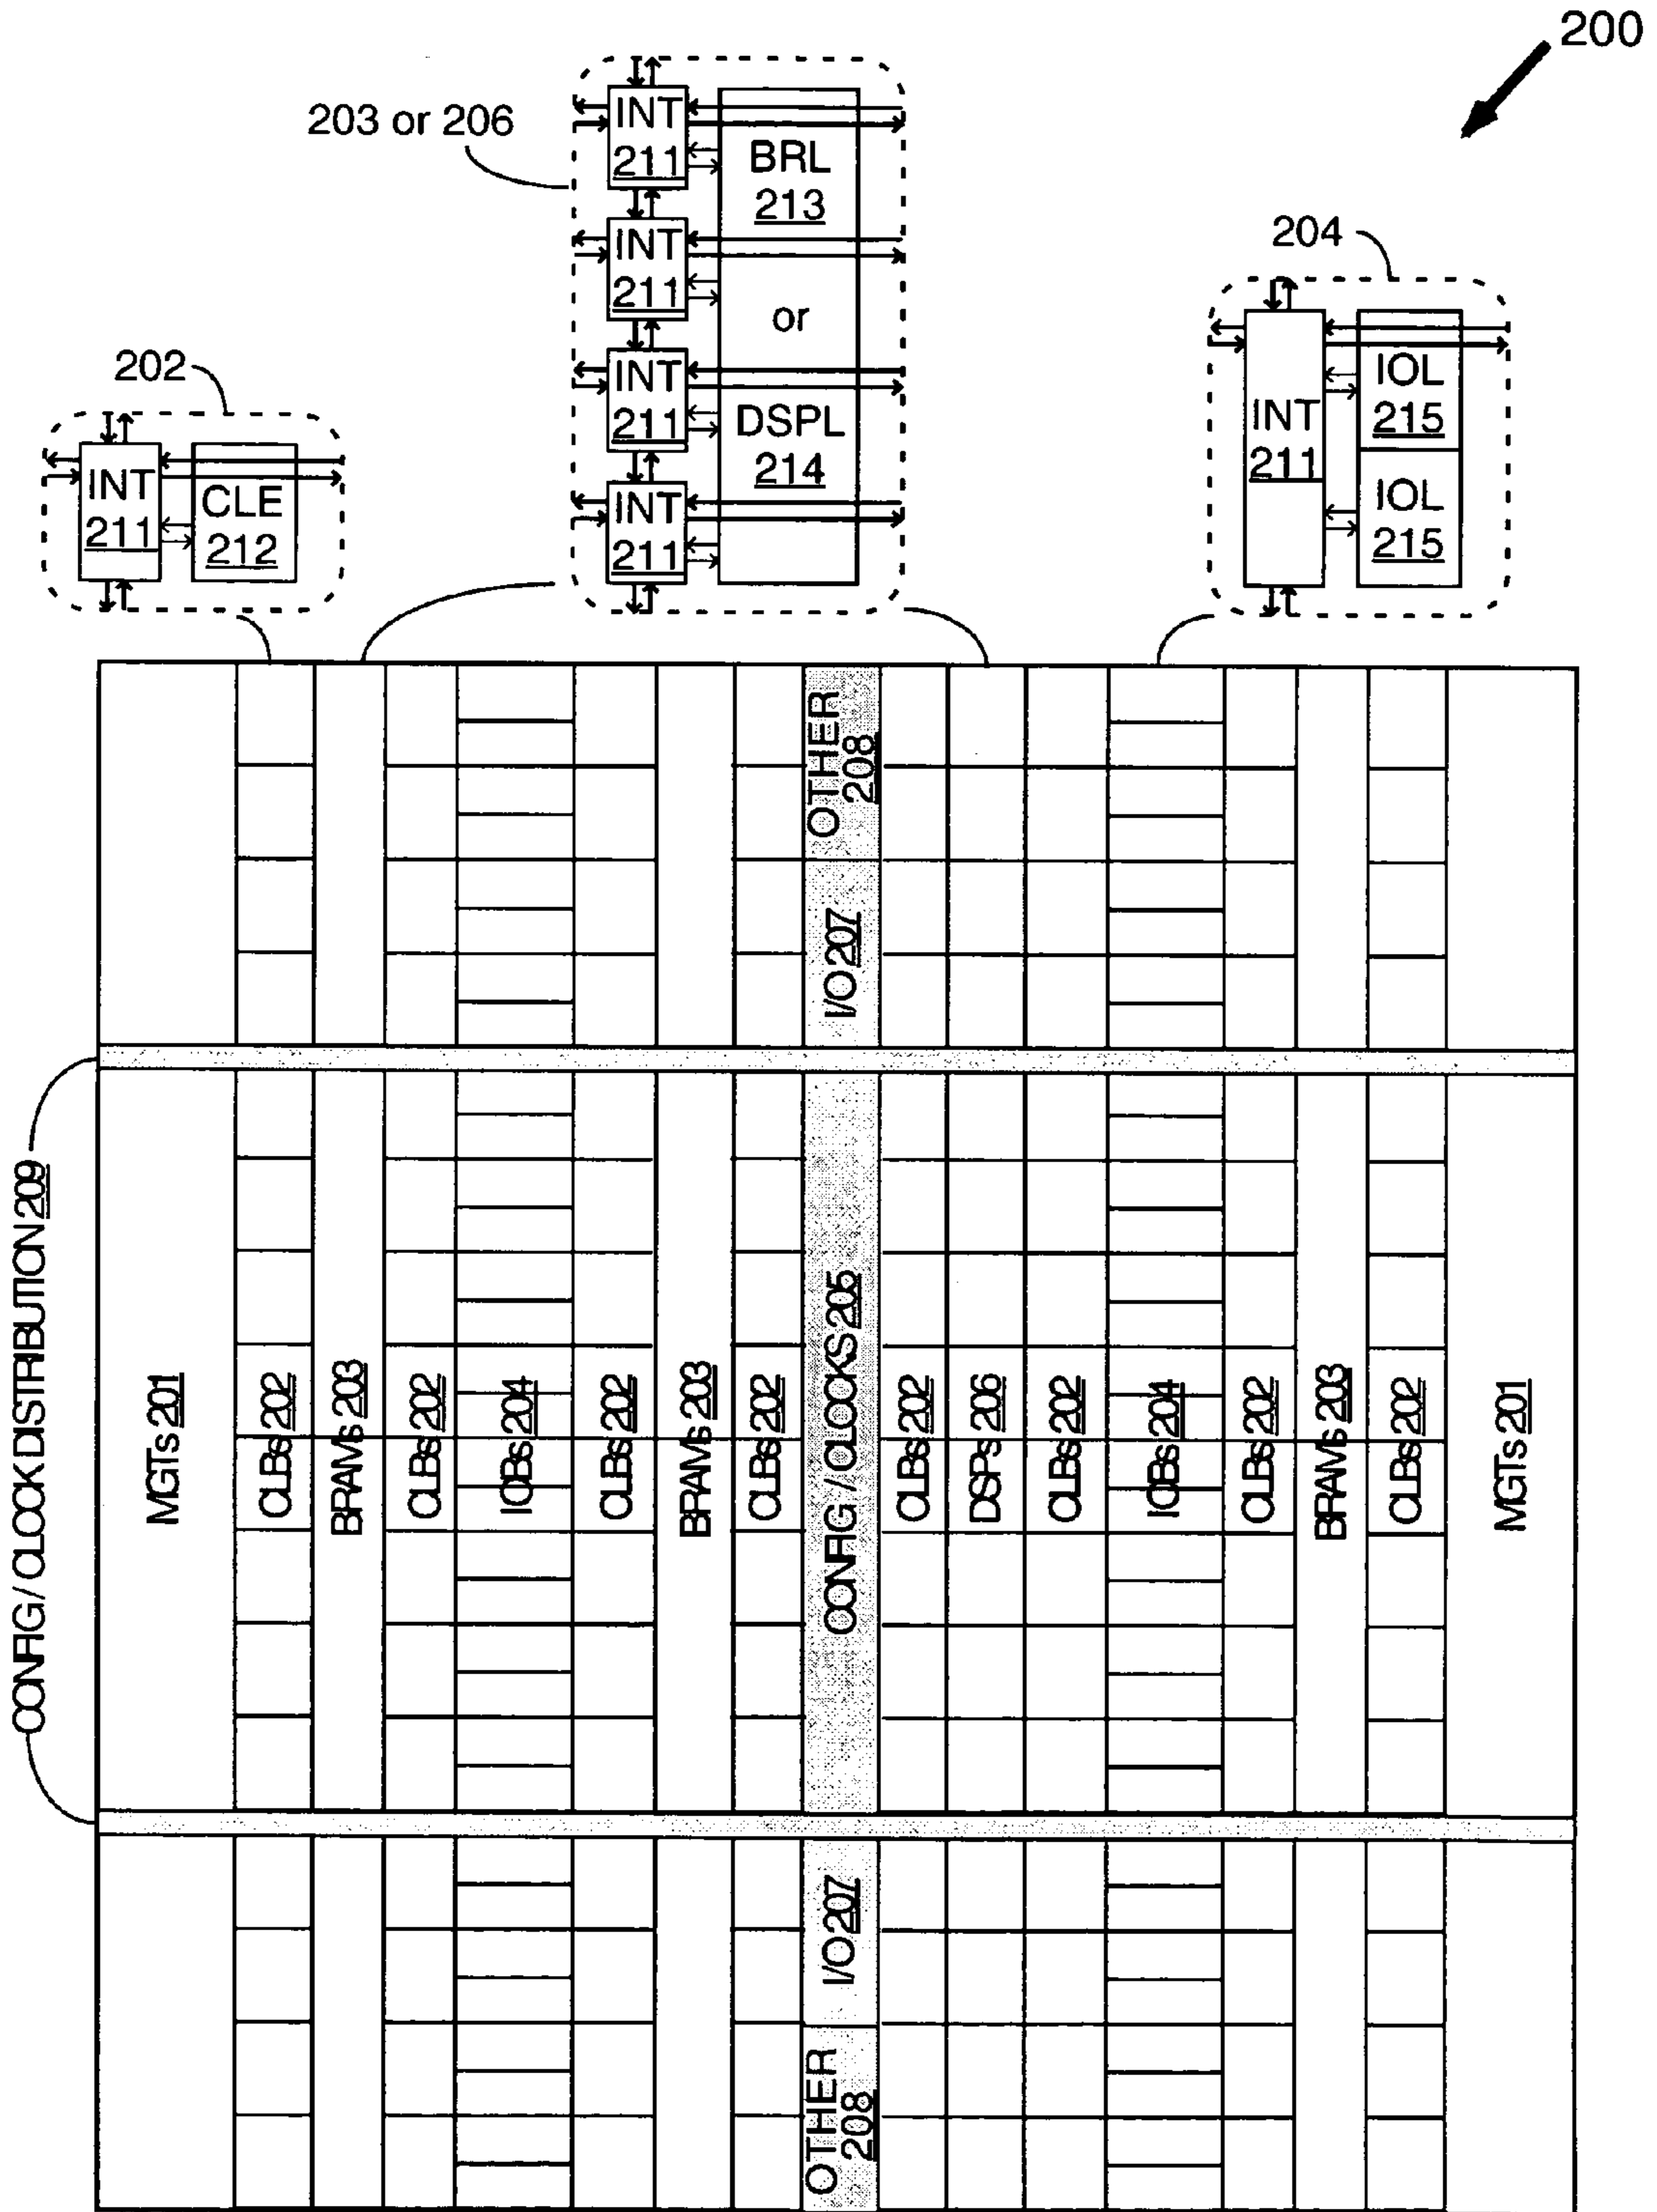 200
203 or 206
INT
211
INT
211
INT
211
INT
211
BRL
213
or
DSPL
214
204
INT
211
IOL
215
IOL
215
202
INT
211
CLE
212
OTHER
208
I/O 207
CONFIG / CLOCK DISTRIBUTION 209
MGTs 201
CLBs 202
BRAMs 203
CLBs 202
IOBs 204
CLBs 202
BRAMs 203
CLBs 202
CONFIG / CLOCKS 205
CLBs 202
DSPs 206
CLBs 202
IOBs 204
CLBs 202
BRAMs 203
CLBs 202
MGTs 201
I/O 207
OTHER
208